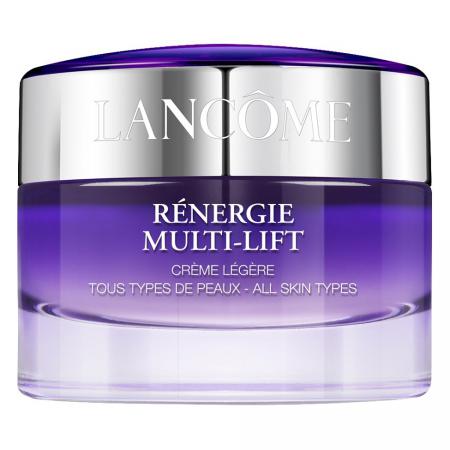 LANCÔME
RÉNERGIE
MULTI-LIFT
CRÈME LÉGÈRE
TOUS TYPES DE PEAUX - ALL SKIN TYPES